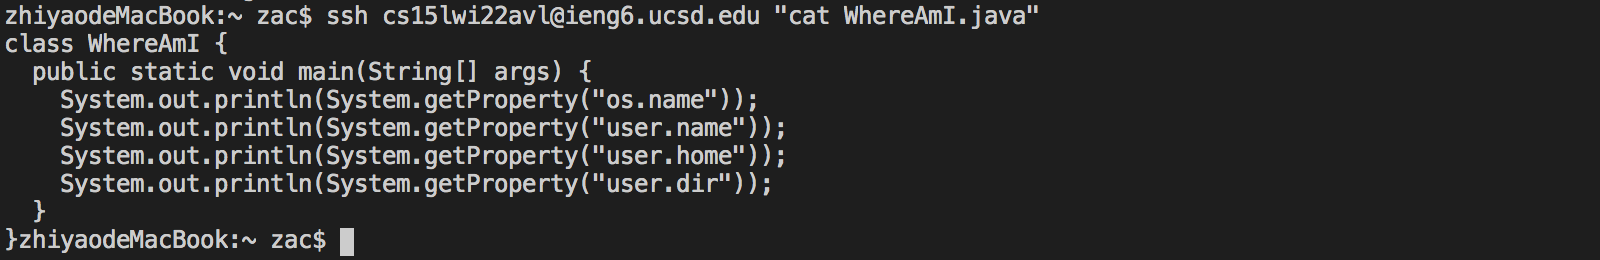 zhiyaodeMacBook:~ zac$ ssh cs15lwi22avl@ieng6.ucsd.edu "cat WhereAmI.java"
class WhereAmI {
  public static void main(String[] args) {
    System.out.println(System.getProperty("os.name"));
    System.out.println(System.getProperty("user.name"));
    System.out.println(System.getProperty("user.home"));
    System.out.println(System.getProperty("user.dir"));
  }
}zhiyaodeMacBook:~ zac$